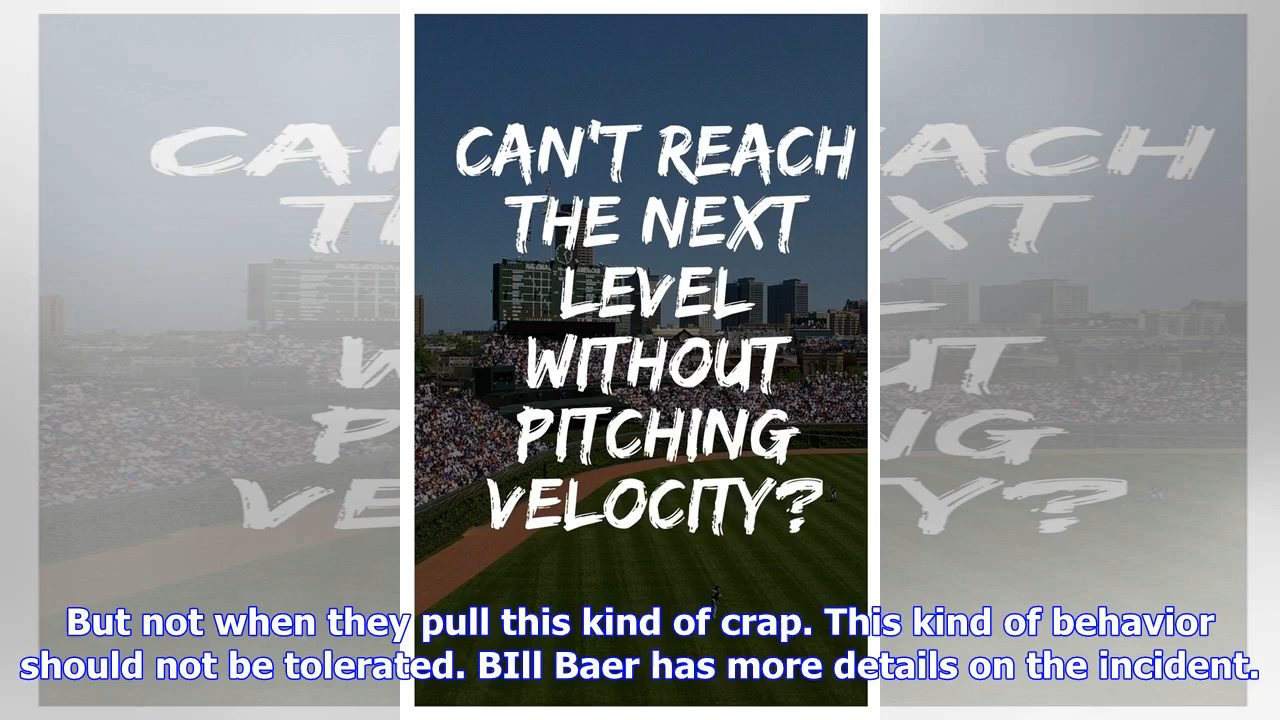 CAN'T REACH
THE NEXT
LEVEL
WITHOUT
PITCHING
VELOCITY?
But not when they pull this kind of crap. This kind of behavior
should not be tolerated. BIll Baer has more details on the incident.